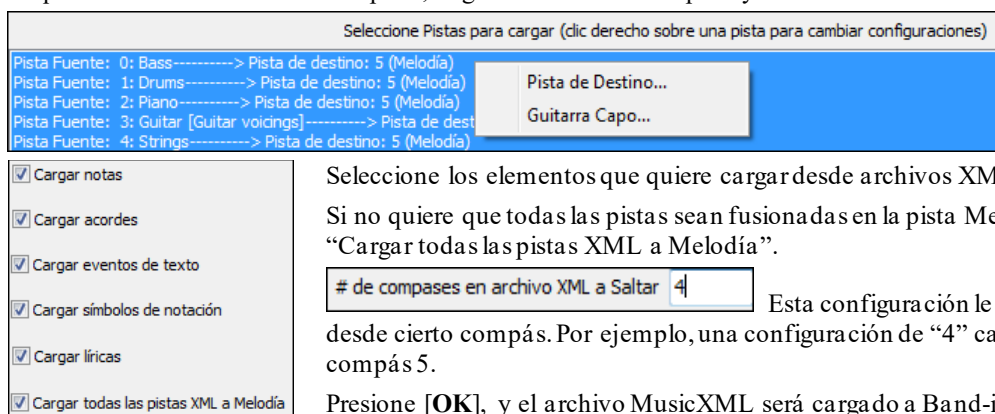 Seleccione Pistas para cargar (clic derecho sobre una pista para cambiar configuraciones)
Pista Fuente: 0: Bass----------> Pista de destino: 5 (Melodía)
Pista Fuente: 1: Drums----------> Pista de destino: 5 (Melodía)
Pista Fuente: 2: Piano----------> Pista de destino: 5 (Melodía)
Pista Fuente: 3: Guitar [Guitar voicings]----------> Pista de dest
Pista Fuente: 4: Strings----------> Pista de destino: 5 (Melodía)
Pista de Destino...
Guitarra Capo...
Cargar notas
Cargar acordes
Cargar eventos de texto
Cargar símbolos de notación
Cargar líricas
Cargar todas las pistas XML a Melodía
Seleccione los elementos que quiere cargar desde archivos XM
Si no quiere que todas las pistas sean fusionadas en la pista Me
“Cargar todas las pistas XML a Melodía”.
# de compases en archivo XML a Saltar 4
Esta configuración le
desde cierto compás. Por ejemplo, una configuración de “4” ca
compás 5.
Presione [OK], y el archivo MusicXML será cargado a Band-i